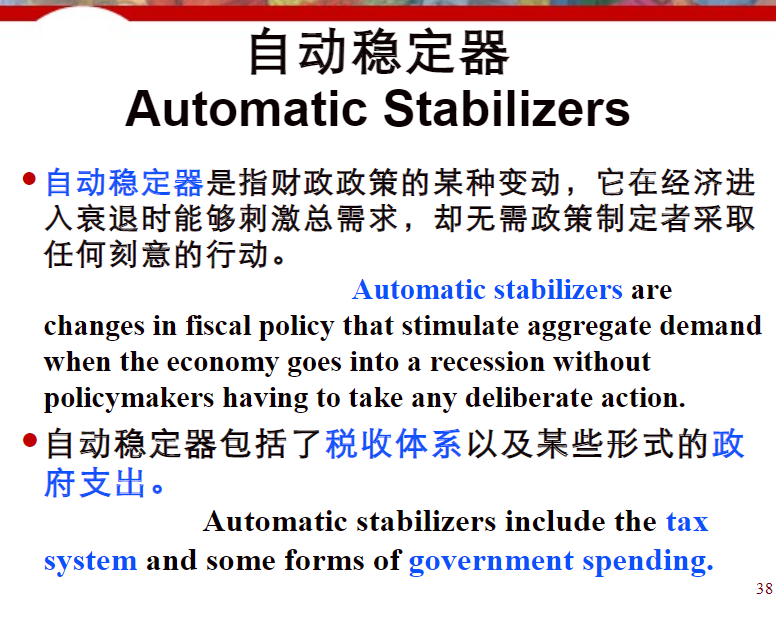 自动稳定器
Automatic Stabilizers
•自动稳定器是指财政政策的某种变动，它在经济进
入衰退时能够刺激总需求，却无需政策制定者采取
任何刻意的行动。
Automatic stabilizers are
changes in fiscal policy that stimulate aggregate demand
when the economy goes into a recession without
policymakers having to take any deliberate action.
•自动稳定器包括了税收体系以及某些形式的政
府支出。
Automatic stabilizers include the tax
system and some forms of government spending.
38